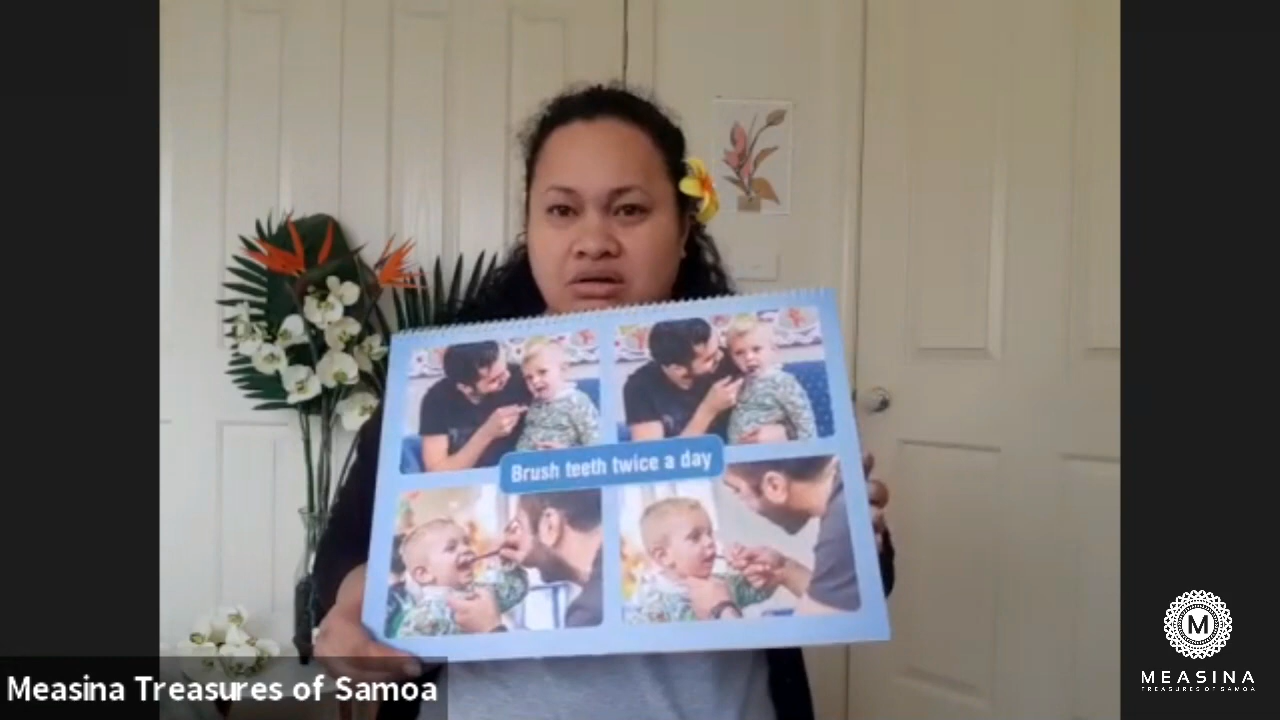 Brush teeth twice a day
Measina Treasures of Samoa
M
MEASINA
TREASURES OF SAMOA